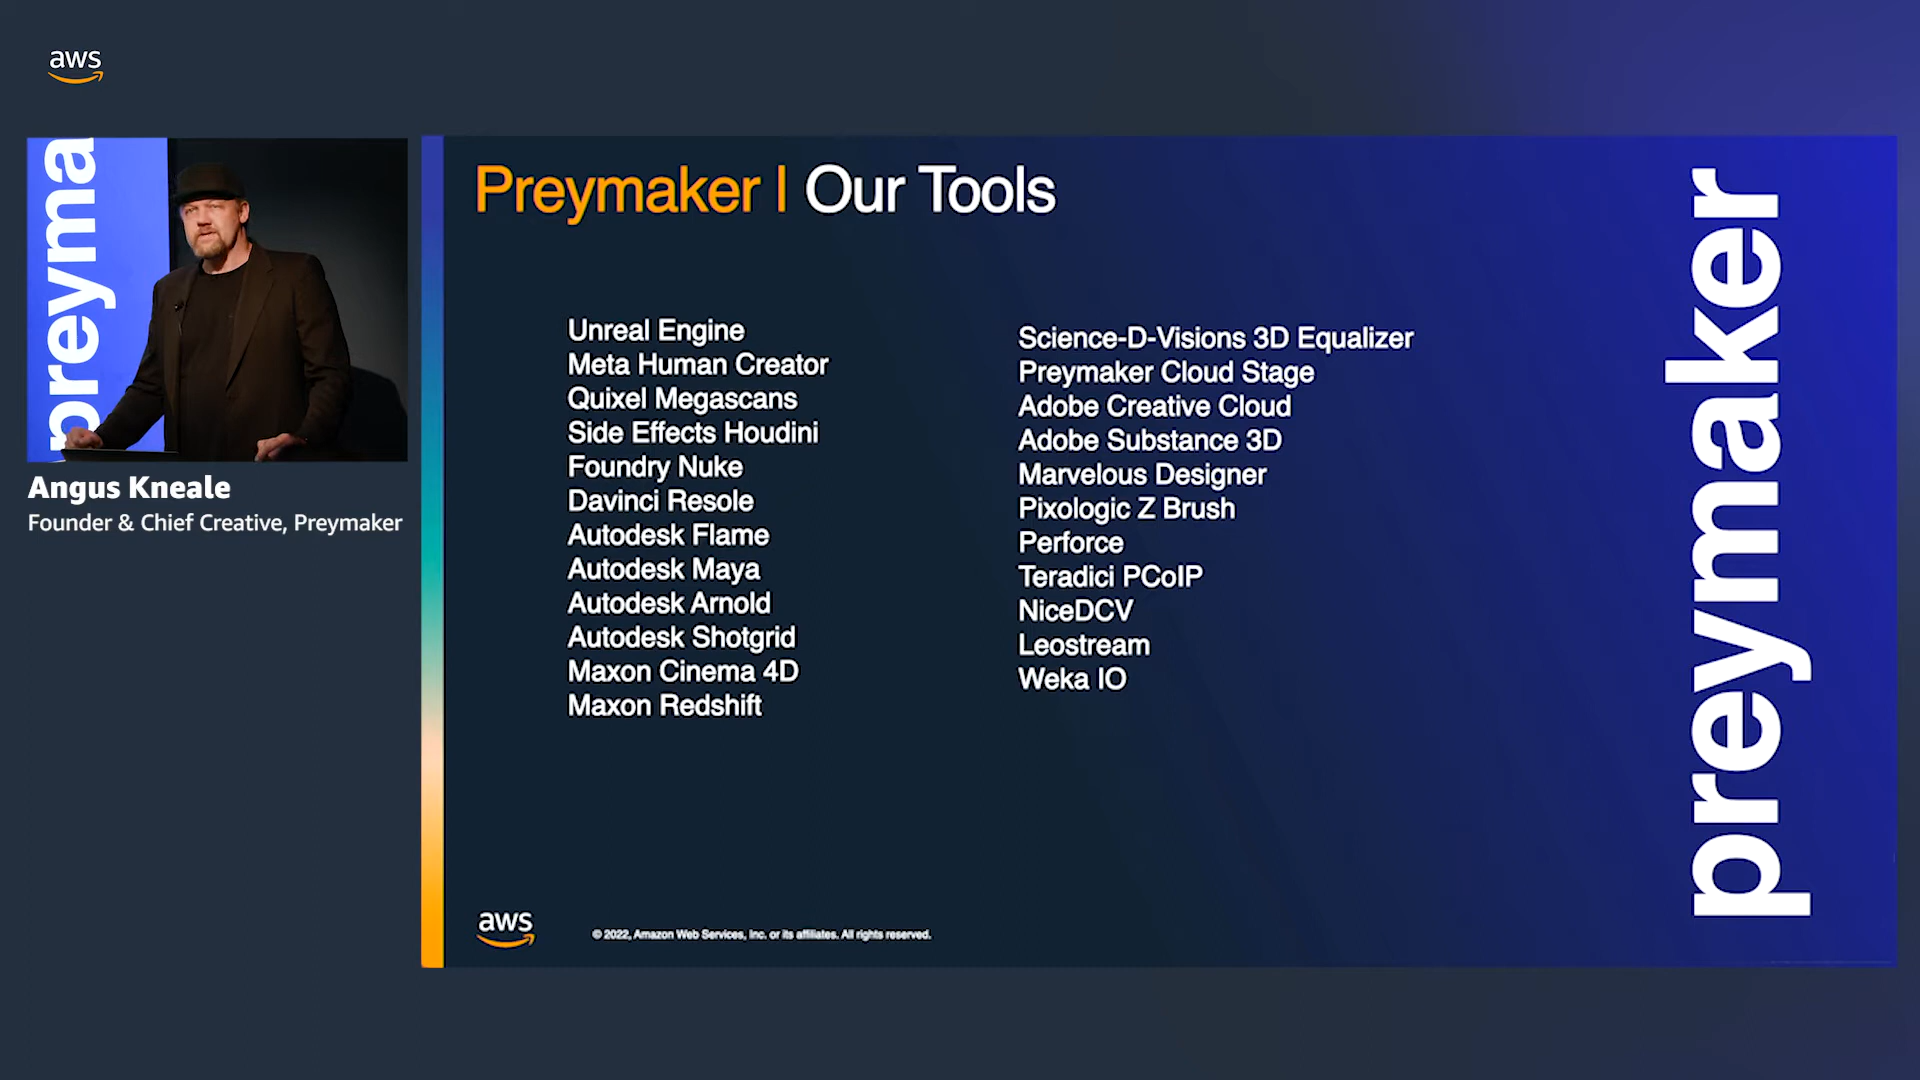 aws
preyma
Angus Kneale
Founder & Chief Creative, Preymaker
Preymaker | Our Tools
Unreal Engine
Meta Human Creator
Quixel Megascans
Side Effects Houdini
Foundry Nuke
Davinci Resole
Autodesk Flame
Autodesk Maya
Autodesk Arnold
Autodesk Shotgrid
Maxon Cinema 4D
Maxon Redshift
Science-D-Visions 3D Equalizer
Preymaker Cloud Stage
Adobe Creative Cloud
Adobe Substance 3D
Marvelous Designer
Pixologic Z Brush
Perforce
Teradici PCoIP
NiceDCV
Leostream
Weka IO
preymaker
aws
© 2022, Amazon Web Services, Inc. or its affiliates. All rights reserved.